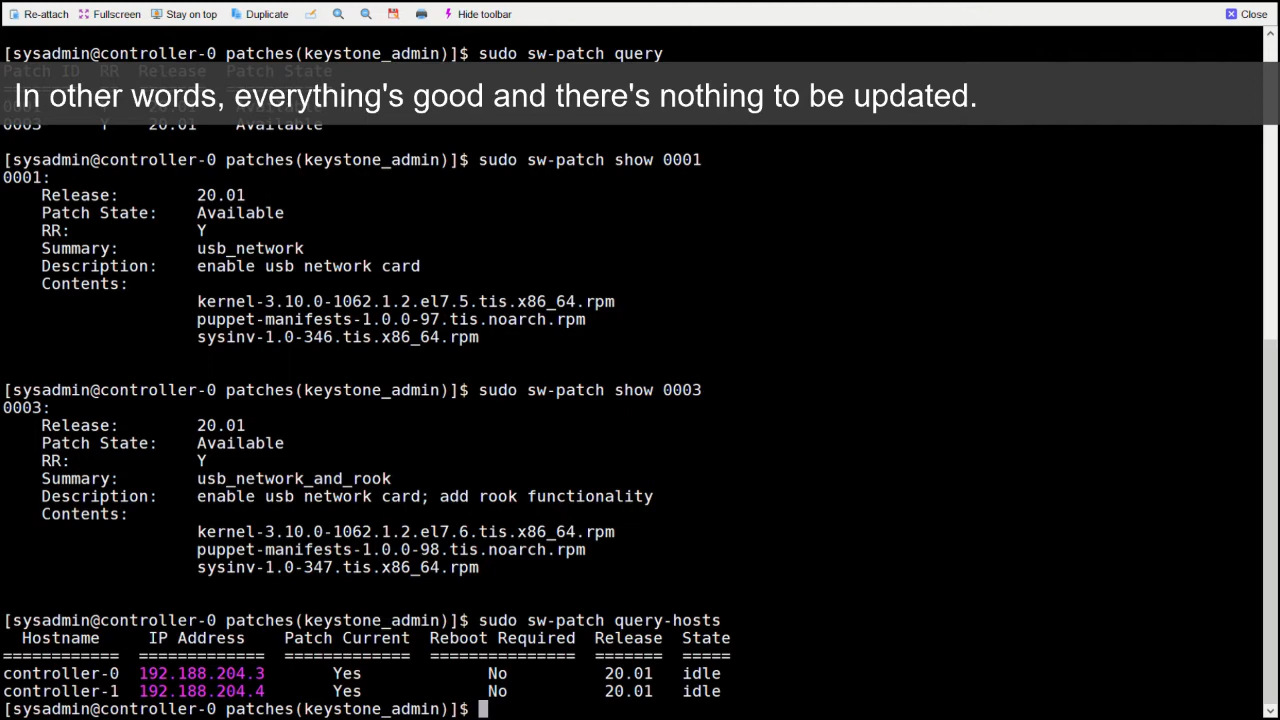 Re-attach Fullscreen Stay on top Duplicate Hide toolbar Close
[sysadmin@controller-0 patches(keystone_admin)]$ sudo sw-patch query
Patch ID RR Release Patch State
In other words, everything's good and there's nothing to be updated.
0003 Y 20.01 Available
[sysadmin@controller-0 patches(keystone_admin)]$ sudo sw-patch show 0001
0001:
Release: 20.01
Patch State: Available
RR: Y
Summary: usb_network
Description: enable usb network card
Contents:
kernel-3.10.0-1062.1.2.el7.5.tis.x86_64.rpm
puppet-manifests-1.0.0-97.tis.noarch.rpm
sysinv-1.0-346.tis.x86_64.rpm
[sysadmin@controller-0 patches(keystone_admin)]$ sudo sw-patch show 0003
0003:
Release: 20.01
Patch State: Available
RR: Y
Summary: usb_network_and_rook
Description: enable usb network card; add rook functionality
Contents:
kernel-3.10.0-1062.1.2.el7.6.tis.x86_64.rpm
puppet-manifests-1.0.0-98.tis.noarch.rpm
sysinv-1.0-347.tis.x86_64.rpm
[sysadmin@controller-0 patches(keystone_admin)]$ sudo sw-patch query-hosts
Hostname IP Address Patch Current Reboot Required Release State
============ ============= ============= =============== ======= =====
controller-0 192.188.204.3 Yes No 20.01 idle
controller-1 192.188.204.4 Yes No 20.01 idle
[sysadmin@controller-0 patches(keystone_admin)]$